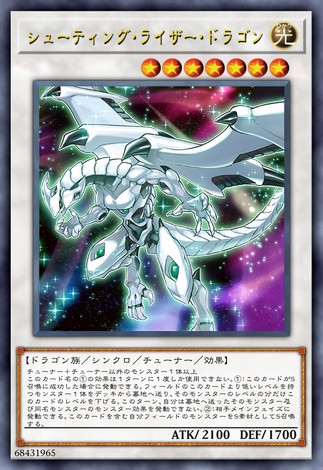 シューティング・ライザー・ドラゴン
光
【ドラゴン族/シンクロ/チューナー/効果】
チューナー+チューナー以外のモンスター1体以上
このカード名の①の効果は1ターンに1度しか使用できない。①:このカードがS
召喚に成功した場合に発動できる。フィールドのこのカードより低いレベルを持
つモンスター1体をデッキから墓地へ送り、そのモンスターのレベルの分だけこ
のカードのレベルを下げる。このターン、自分は墓地へ送ったそのモンスター及
び同名モンスターのモンスター効果を発動できない。②:相手メインフェイズに
発動できる。このカードを含む自分フィールドのモンスターをS素材としてS召喚
する。
68431965
ATK/2100 DEF/1700